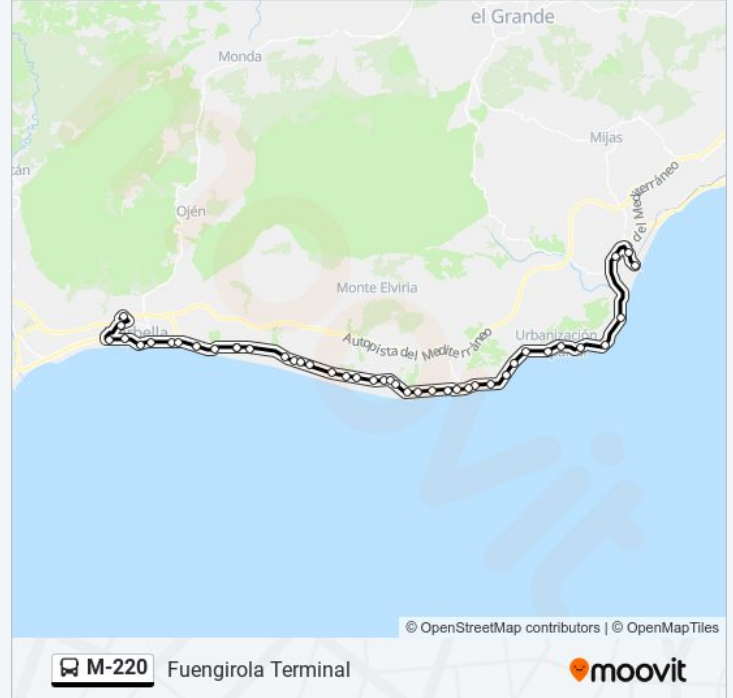 el Grande
Monda
Mijas
del Mediterráneo
Ojén
Monte Elviria
Autopista del Mediterráneo
Urbanización
© OpenStreetMap contributors | © OpenMapTiles
M-220 Fuengirola Terminal
moovit